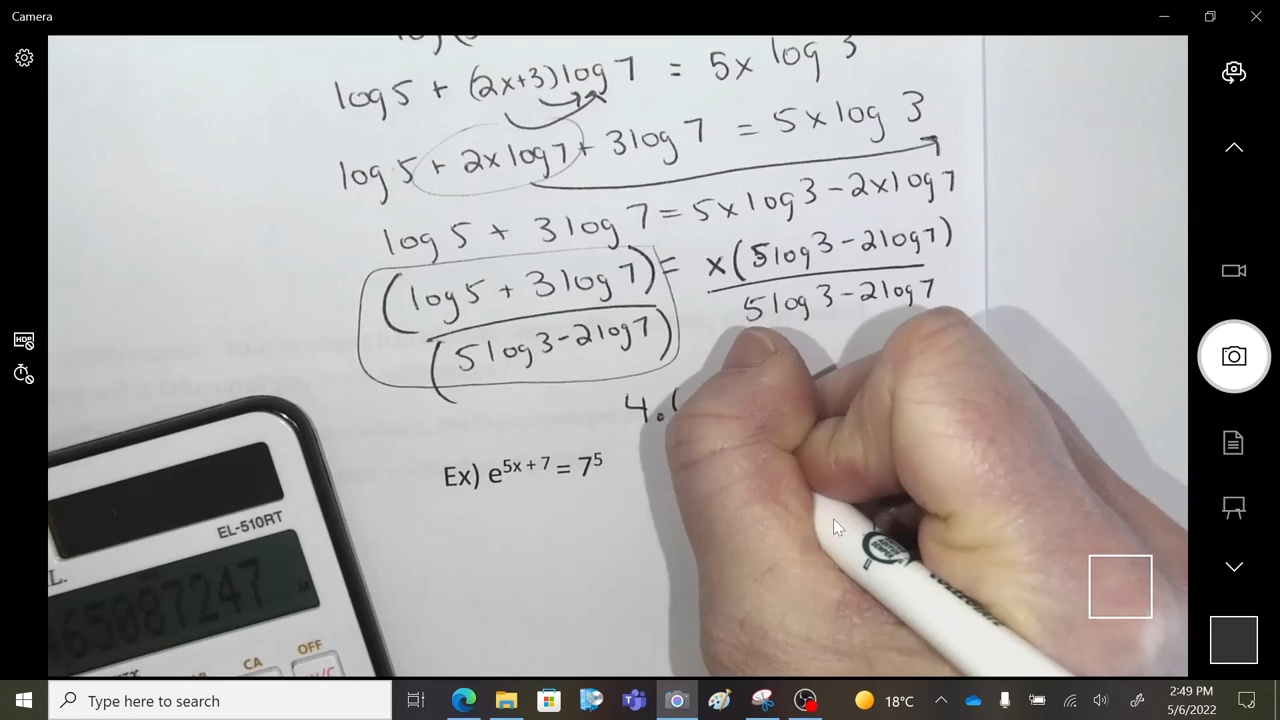 Camera
log(
log 5 + (2x+3) log 7 = 5x log 3
log 5 + 2x log 7 + 3 log 7 = 5x log 3
log 5 + 3 log 7 = 5x log 3 - 2x log 7
(log 5 + 3 log 7) = x (5 log 3 - 2 log 7)
(5 log 3 - 2 log 7) 5 log 3 - 2 log 7
4.
Ex) e^(5x + 7) = 7^5
EL-510RT
65087247 M
OFF
CA
Type here to search
18°C
2:49 PM
5/6/2022